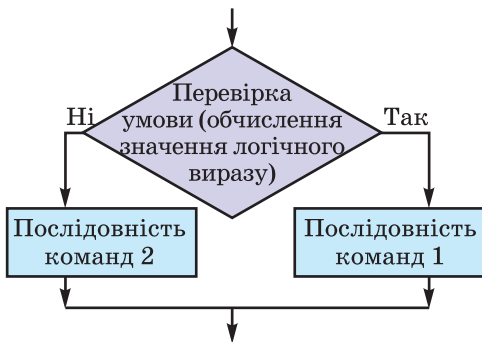 Перевірка
умови (обчислення
значення логічного
виразу)
Ні
Так
Послідовність
команд 2
Послідовність
команд 1